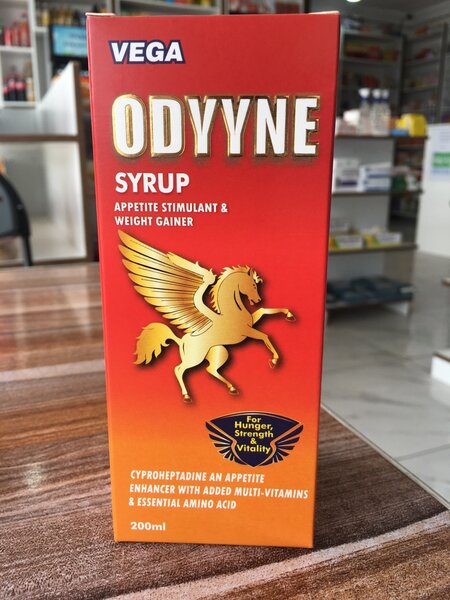 VEGA
ODYYNE
SYRUP
APPETITE STIMULANT &
WEIGHT GAINER
For
Hunger,
Strength
&
Vitality
CYPROHEPTADINE AN APPETITE
ENHANCER WITH ADDED MULTI-VITAMINS
& ESSENTIAL AMINO ACID
200ml